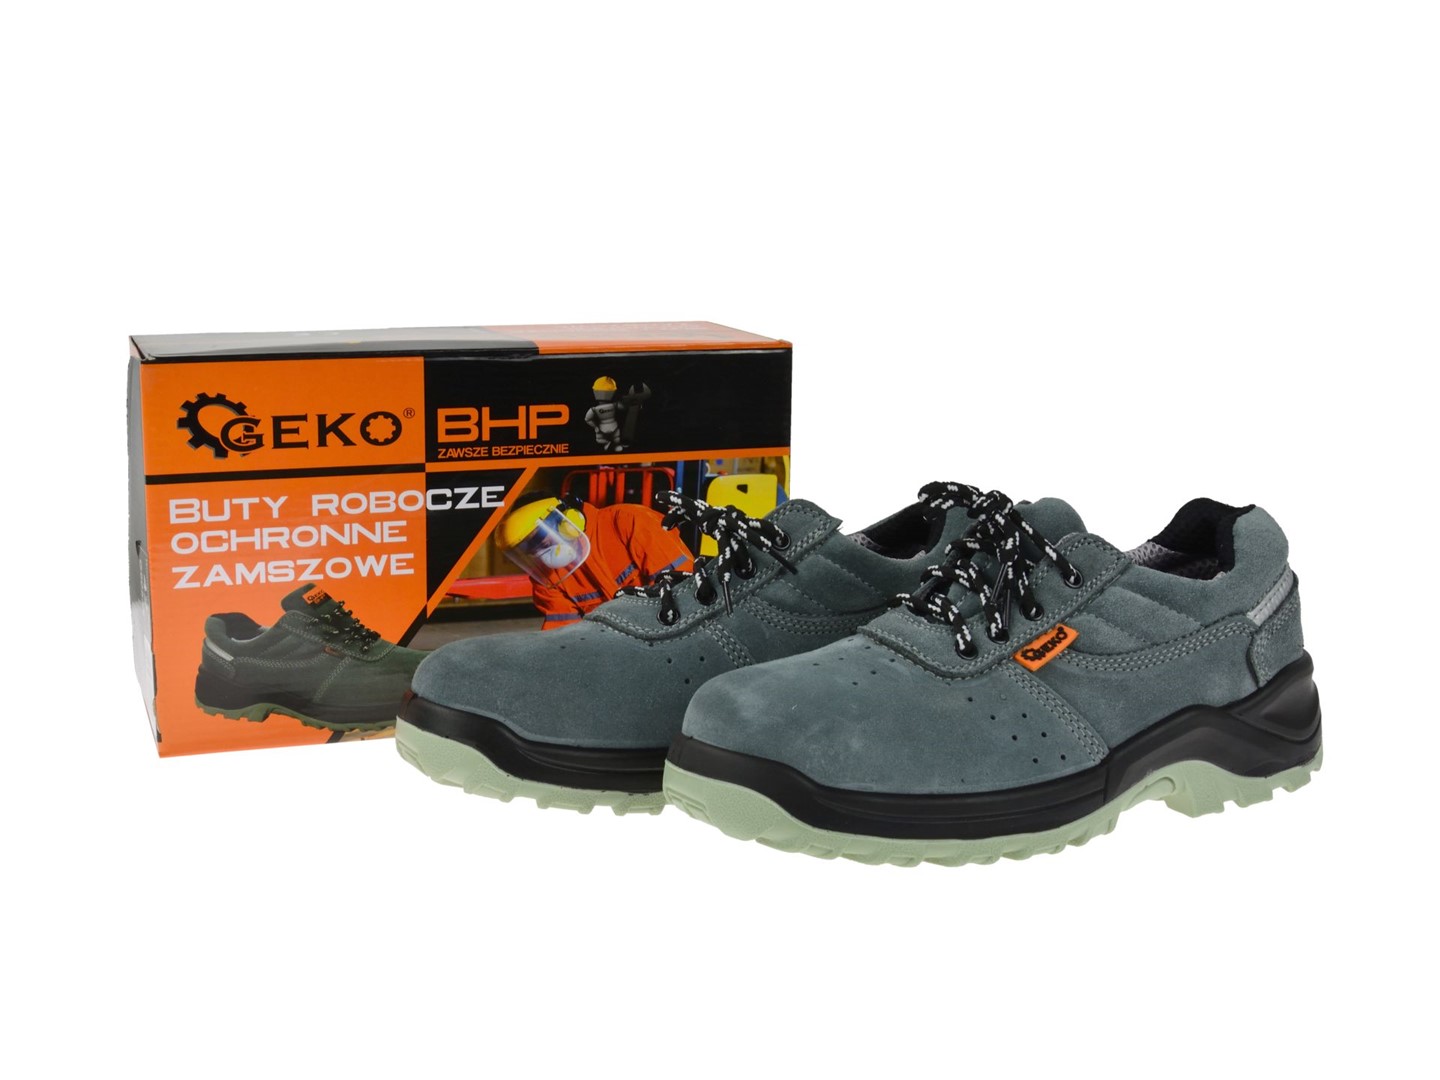 GEKO®
BHP
ZAWSZE BEZPIECZNIE
BUTY ROBOCZE
OCHRONNE
ZAMSZOWE
GEKO